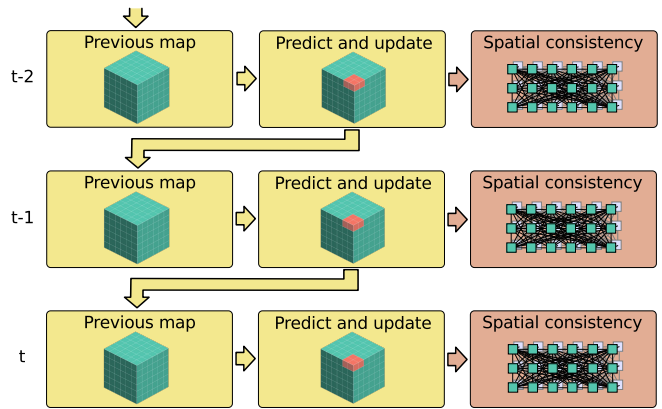 Previous map
Predict and update
Spatial consistency
t-2
Previous map
Predict and update
Spatial consistency
t-1
Previous map
Predict and update
Spatial consistency
t